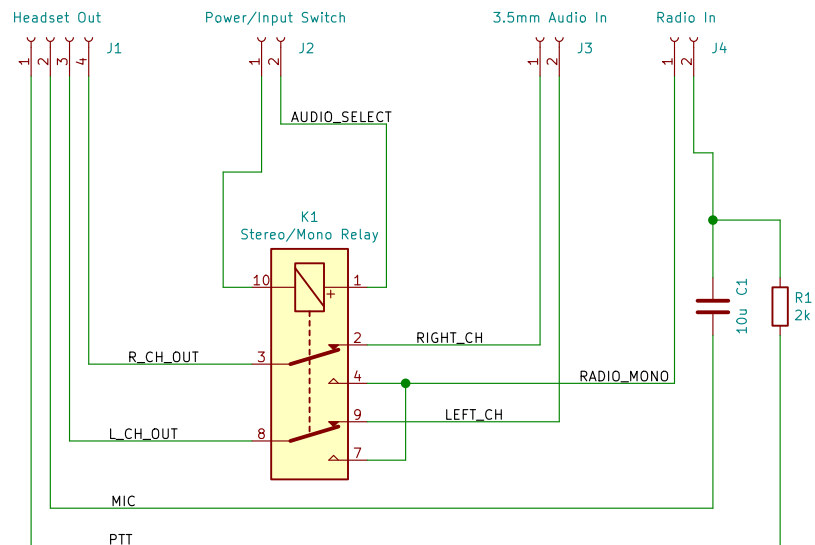 Headset Out
Power/Input Switch
3.5mm Audio In
Radio In
1 2 3 4 J1
1 2 J2
1 2 J3
1 2 J4
AUDIO_SELECT
K1
Stereo/Mono Relay
10 1
+
C1
10u
R1
2k
2 RIGHT_CH
R_CH_OUT 3
4 RADIO_MONO
9 LEFT_CH
L_CH_OUT 8
7
MIC
PTT